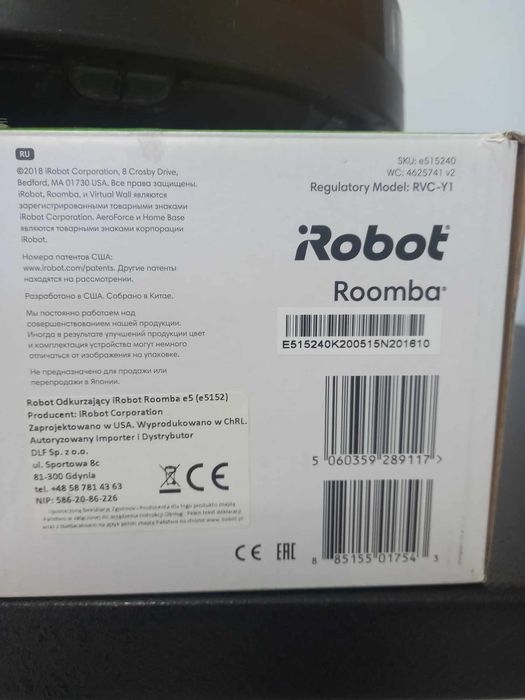 RU
©2018 iRobot Corporation, 8 Crosby Drive,
Bedford, MA 01730 USA. Все права защищены.
iRobot, Roomba, и Virtual Wall являются
зарегистрированными товарными знаками
iRobot Corporation. AeroForce и Home Base
являются товарными знаками корпорации
iRobot.
Номера патентов США:
www.irobot.com/patents. Другие патенты
находятся на рассмотрении.
Разработано в США. Собрано в Китае.
Мы постоянно работаем над
совершенствованием нашей продукции.
Иногда в результате улучшений продукции цвет
и комплектация устройства могут немного
отличаться от изображения на упаковке.
Не предназначено для продажи или
перепродажи в Японии.
Robot Odkurzający iRobot Roomba e5 (e5152)
Producent: iRobot Corporation
Zaprojektowano w USA. Wyprodukowano w ChRL.
Autoryzowany Importer i Dystrybutor
DLF Sp. z o.o.
ul. Sportowa 8c
81-300 Gdynia
tel. +48 58 781 43 63
NIP: 586-20-86-226
CE
SKU: e515240
WC: 4625741 v2
Regulatory Model: RVC-Y1
iRobot
Roomba®
E515240K200515N201610
5 060359 289117 >
CE EAC
8 85155 01754 3